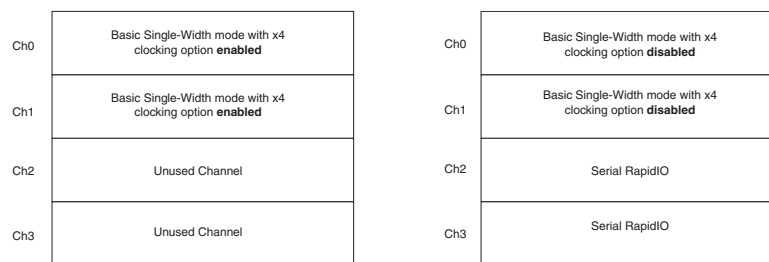 Ch0
Basic Single-Width mode with x4
clocking option enabled
Ch1
Basic Single-Width mode with x4
clocking option enabled
Ch2
Unused Channel
Ch3
Unused Channel
Ch0
Basic Single-Width mode with x4
clocking option disabled
Ch1
Basic Single-Width mode with x4
clocking option disabled
Ch2
Serial RapidIO
Ch3
Serial RapidIO